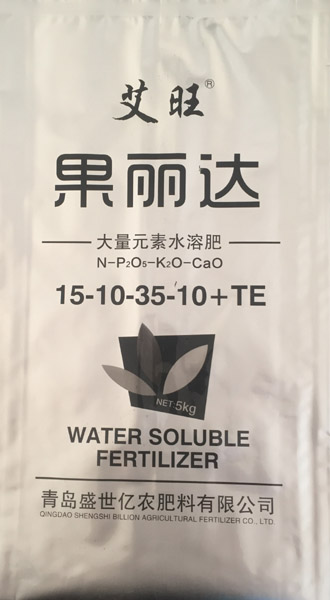 艾旺®
果丽达
大量元素水溶肥
N-P2O5-K2O-CaO
15-10-35-10+TE
NET:5kg
WATER SOLUBLE
FERTILIZER
青岛盛世亿农肥料有限公司
QINGDAO SHENGSHI BILLION AGRICULTURAL FERTILIZER CO., LTD.